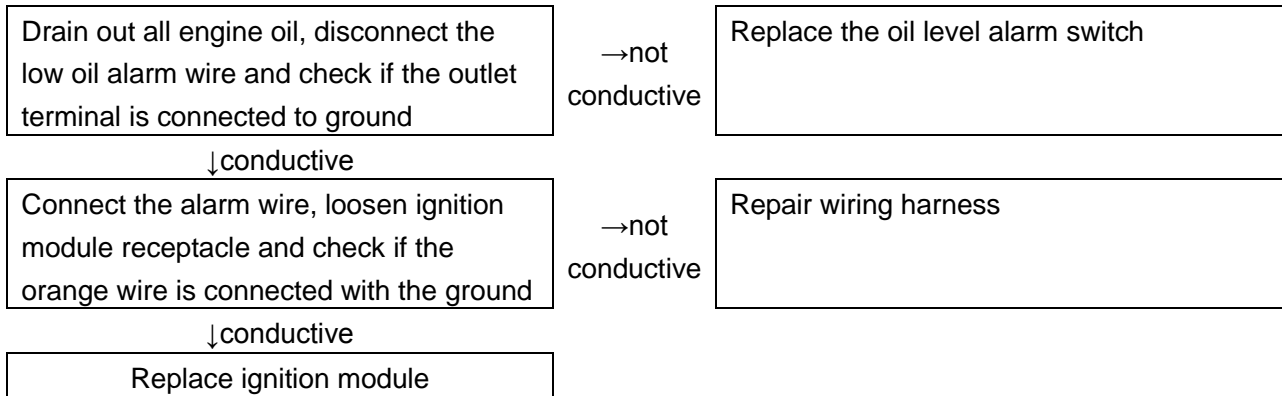 Drain out all engine oil, disconnect the
low oil alarm wire and check if the outlet
terminal is connected to ground
→not
conductive
Replace the oil level alarm switch
↓conductive
Connect the alarm wire, loosen ignition
module receptacle and check if the
orange wire is connected with the ground
→not
conductive
Repair wiring harness
↓conductive
Replace ignition module